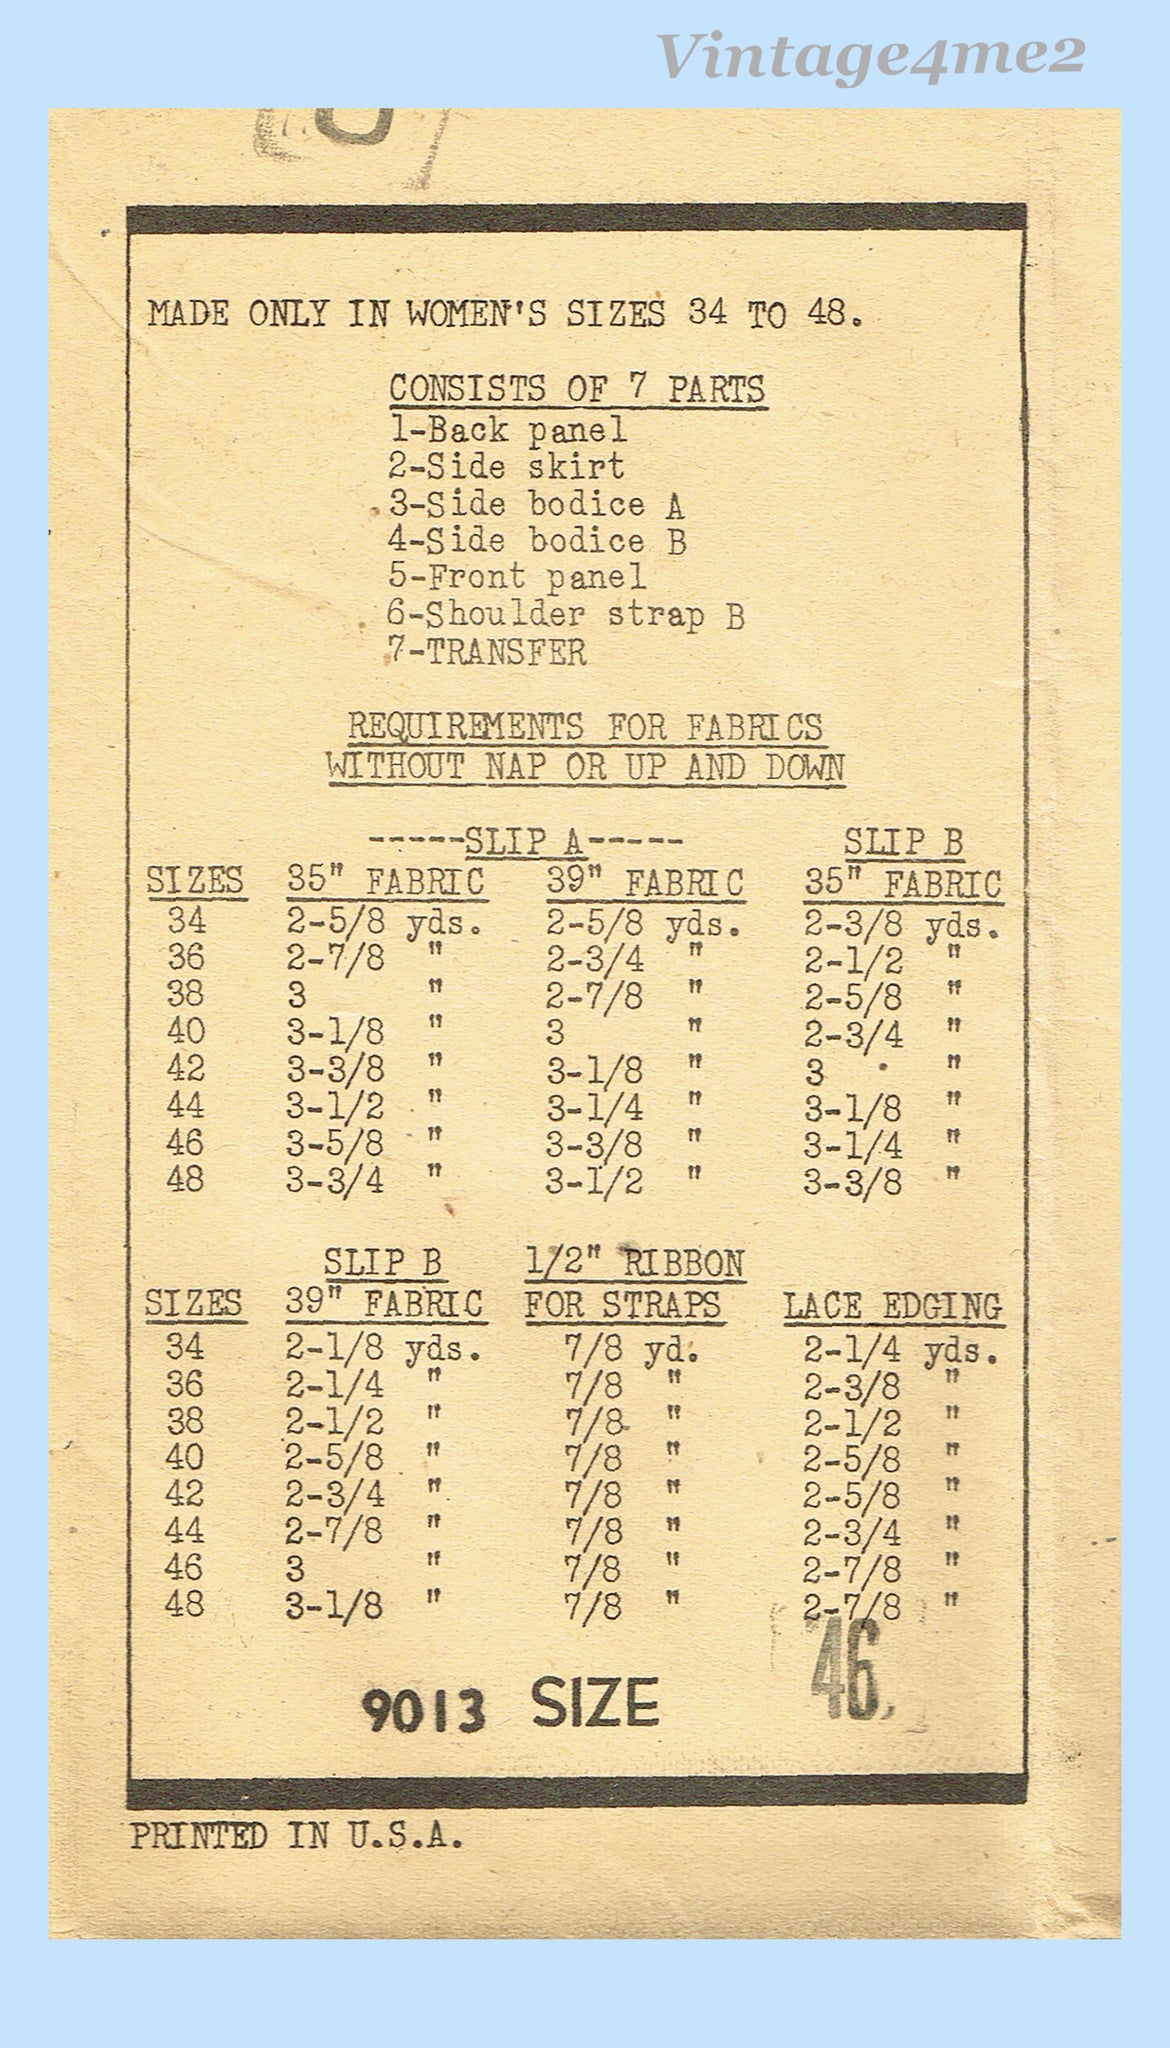 Vintage4me2
MADE ONLY IN WOMEN'S SIZES 34 TO 48.
CONSISTS OF 7 PARTS
1-Back panel
2-Side skirt
3-Side bodice A
4-Side bodice B
5-Front panel
6-Shoulder strap B
7-TRANSFER
REQUIREMENTS FOR FABRICS
WITHOUT NAP OR UP AND DOWN
-----SLIP A----- SLIP B
SIZES 35" FABRIC 39" FABRIC 35" FABRIC
34 2-5/8 yds. 2-5/8 yds. 2-3/8 yds.
36 2-7/8 " 2-3/4 " 2-1/2 "
38 3 " 2-7/8 " 2-5/8 "
40 3-1/8 " 3 " 2-3/4 "
42 3-3/8 " 3-1/8 " 3 "
44 3-1/2 " 3-1/4 " 3-1/8 "
46 3-5/8 " 3-3/8 " 3-1/4 "
48 3-3/4 " 3-1/2 " 3-3/8 "
SLIP B 1/2" RIBBON
SIZES 39" FABRIC FOR STRAPS LACE EDGING
34 2-1/8 yds. 7/8 yd. 2-1/4 yds.
36 2-1/4 " 7/8 " 2-3/8 "
38 2-1/2 " 7/8 " 2-1/2 "
40 2-5/8 " 7/8 " 2-5/8 "
42 2-3/4 " 7/8 " 2-5/8 "
44 2-7/8 " 7/8 " 2-3/4 "
46 3 " 7/8 " 2-7/8 "
48 3-1/8 " 7/8 " 2-7/8 "
9013 SIZE 46
PRINTED IN U.S.A.